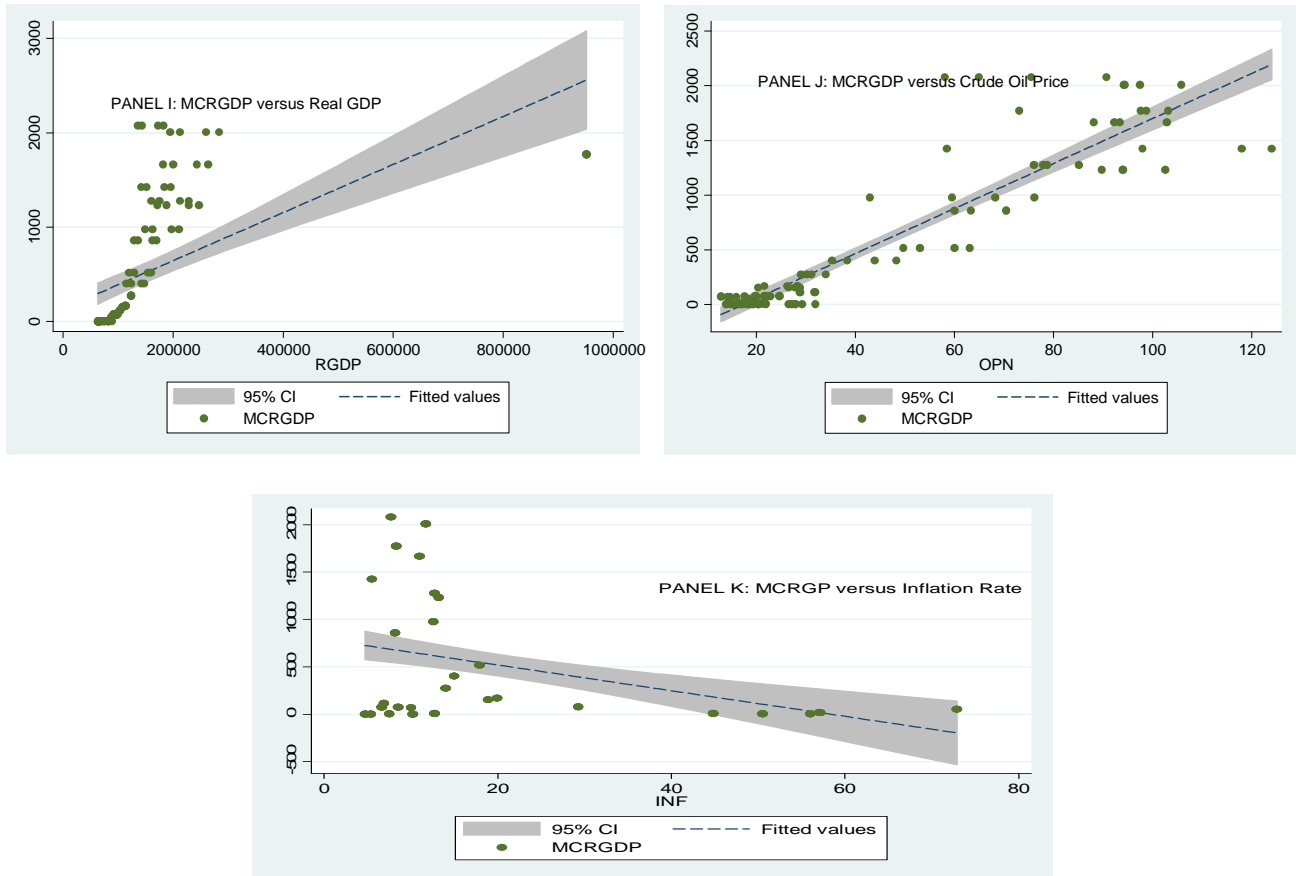 3000
PANEL I: MCRGDP versus Real GDP
2000
1000
0
0 200000 400000 600000 800000 1000000
RGDP
95% CI Fitted values
MCRGDP
2500
PANEL J: MCRGDP versus Crude Oil Price
2000
1500
1000
500
0
20 40 60 80 100 120
OPN
95% CI Fitted values
MCRGDP
2000
1500
PANEL K: MCRGP versus Inflation Rate
1000
500
0
-500
0 20 40 60 80
INF
95% CI Fitted values
MCRGDP